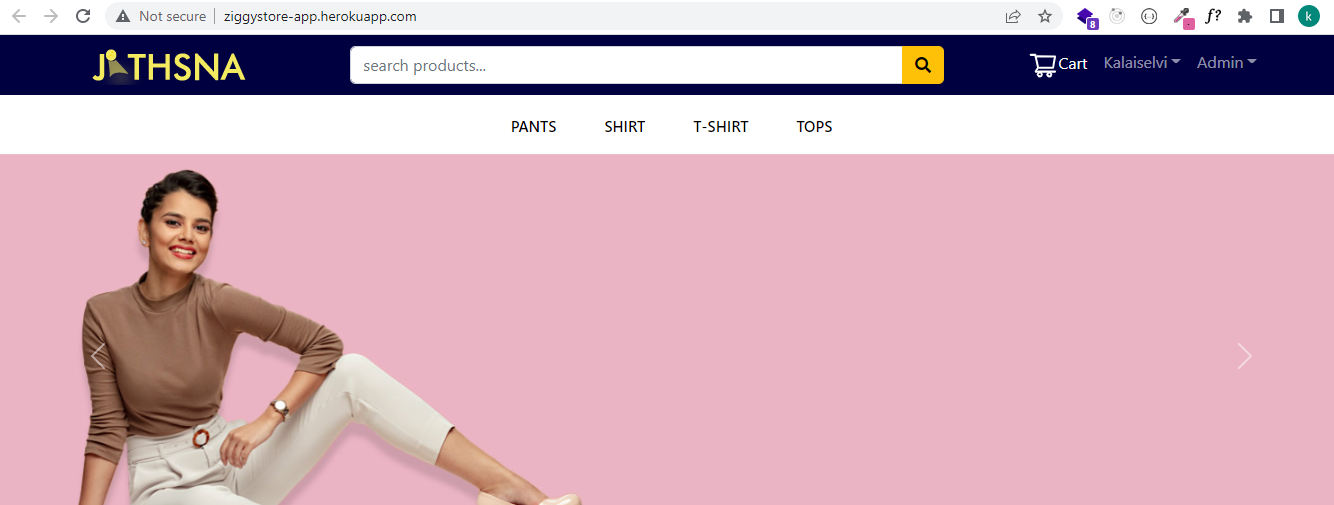 Not secure | ziggystore-app.herokuapp.com
8
f?
k
JATHSNA
search products...
Cart
Kalaiselvi
Admin
PANTS
SHIRT
T-SHIRT
TOPS